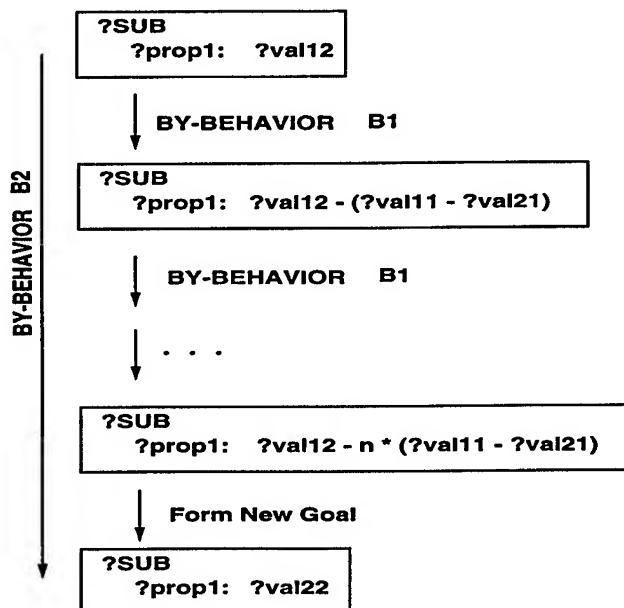 ?SUB
?prop1: ?val12
BY-BEHAVIOR B1
?SUB
?prop1: ?val12 - (?val11 - ?val21)
BY-BEHAVIOR B1
. . .
?SUB
?prop1: ?val12 - n * (?val11 - ?val21)
Form New Goal
?SUB
?prop1: ?val22
BY-BEHAVIOR B2